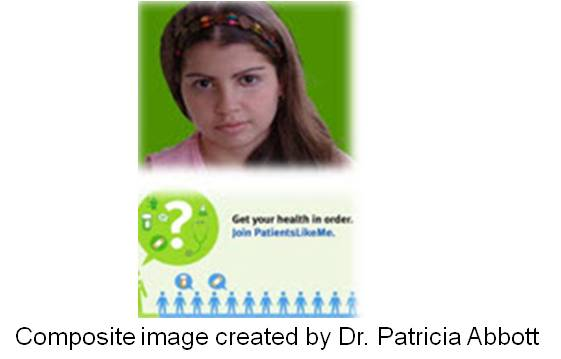 ?
Get your health in order.
Join PatientsLikeMe.
Composite image created by Dr. Patricia Abbott